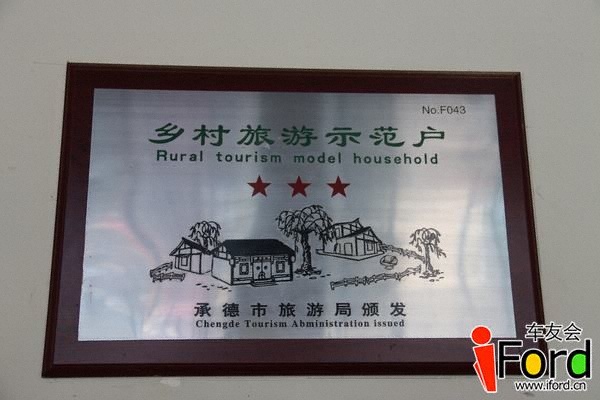 No.F043
乡村旅游示范户
Rural tourism model household
承德市旅游局颁发
Chengde Tourism Abministration issued
车友会
iFord
www.iford.cn